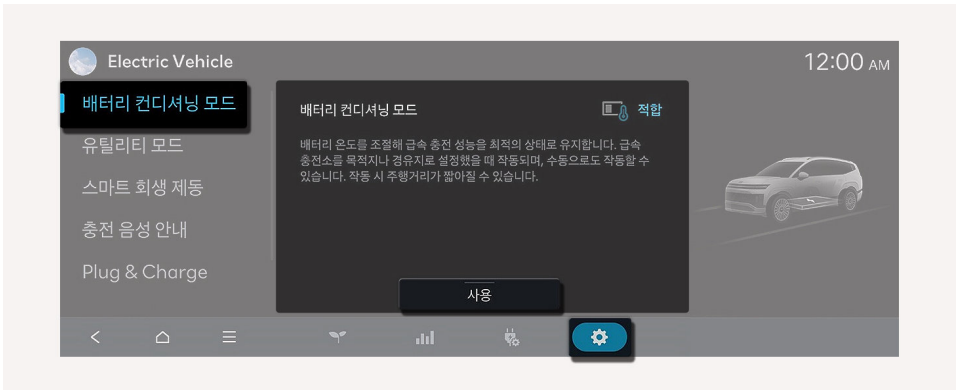 Electric Vehicle
12:00 AM
배터리 컨디셔닝 모드
유틸리티 모드
스마트 회생 제동
충전 음성 안내
Plug & Charge
배터리 컨디셔닝 모드
적합
배터리 온도를 조절해 급속 충전 성능을 최적의 상태로 유지합니다. 급속
충전소를 목적지나 경유지로 설정했을 때 작동되며, 수동으로도 작동할 수
있습니다. 작동 시 주행거리가 짧아질 수 있습니다.
사용